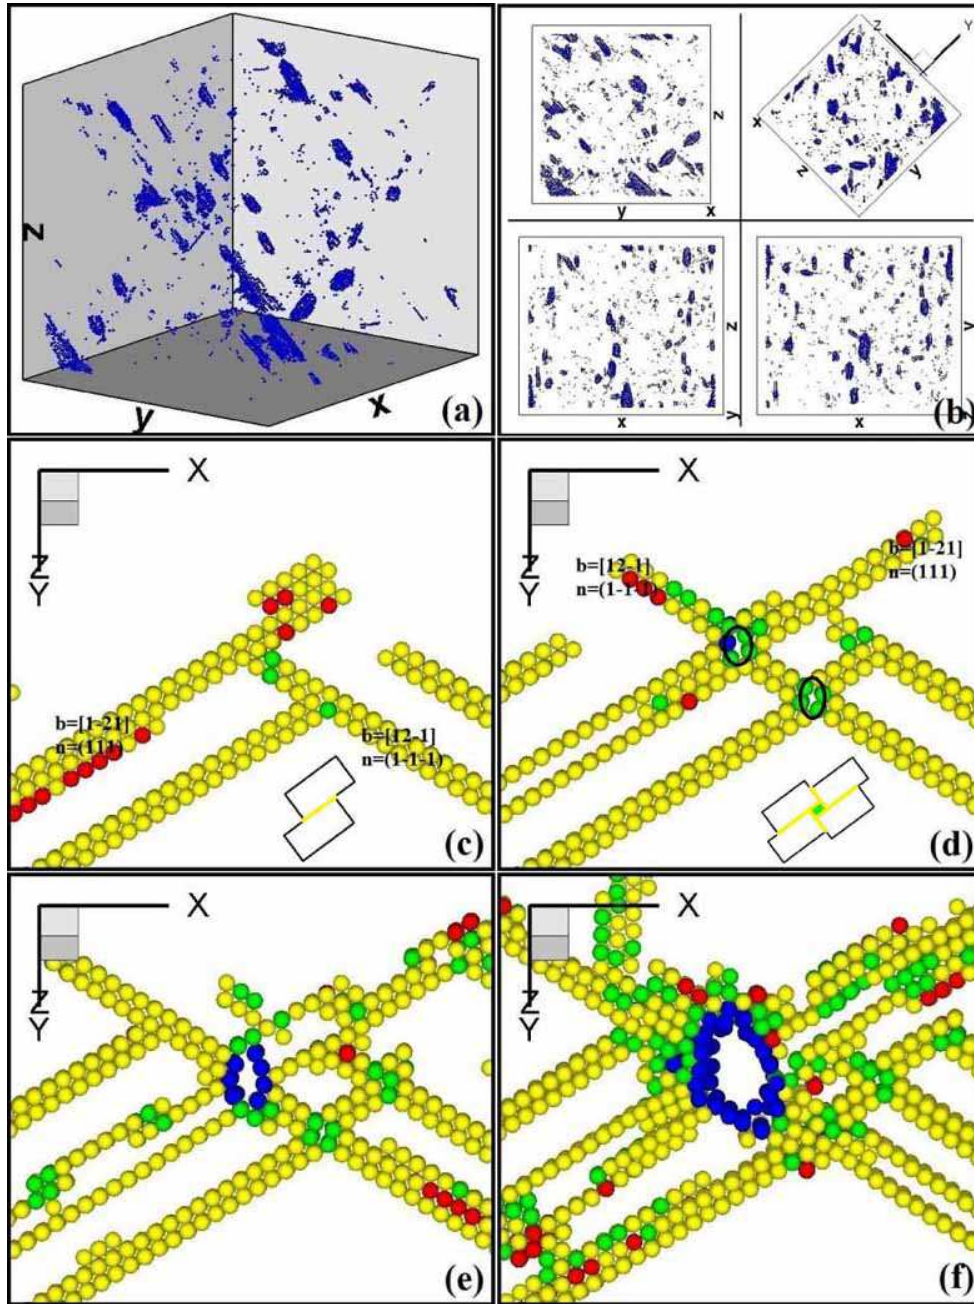 z
y
x
(a)
z
y
x
Z
Y
x
z
y
z
y
x
y
x
(b)
X
Z
Y
b=[1-21]
n=(111)
b=[12-1]
n=(1-1-1)
(c)
X
Z
Y
b=[12-1]
n=(1-1-1)
b=[1-21]
n=(111)
(d)
X
Z
Y
(e)
X
Z
Y
(f)